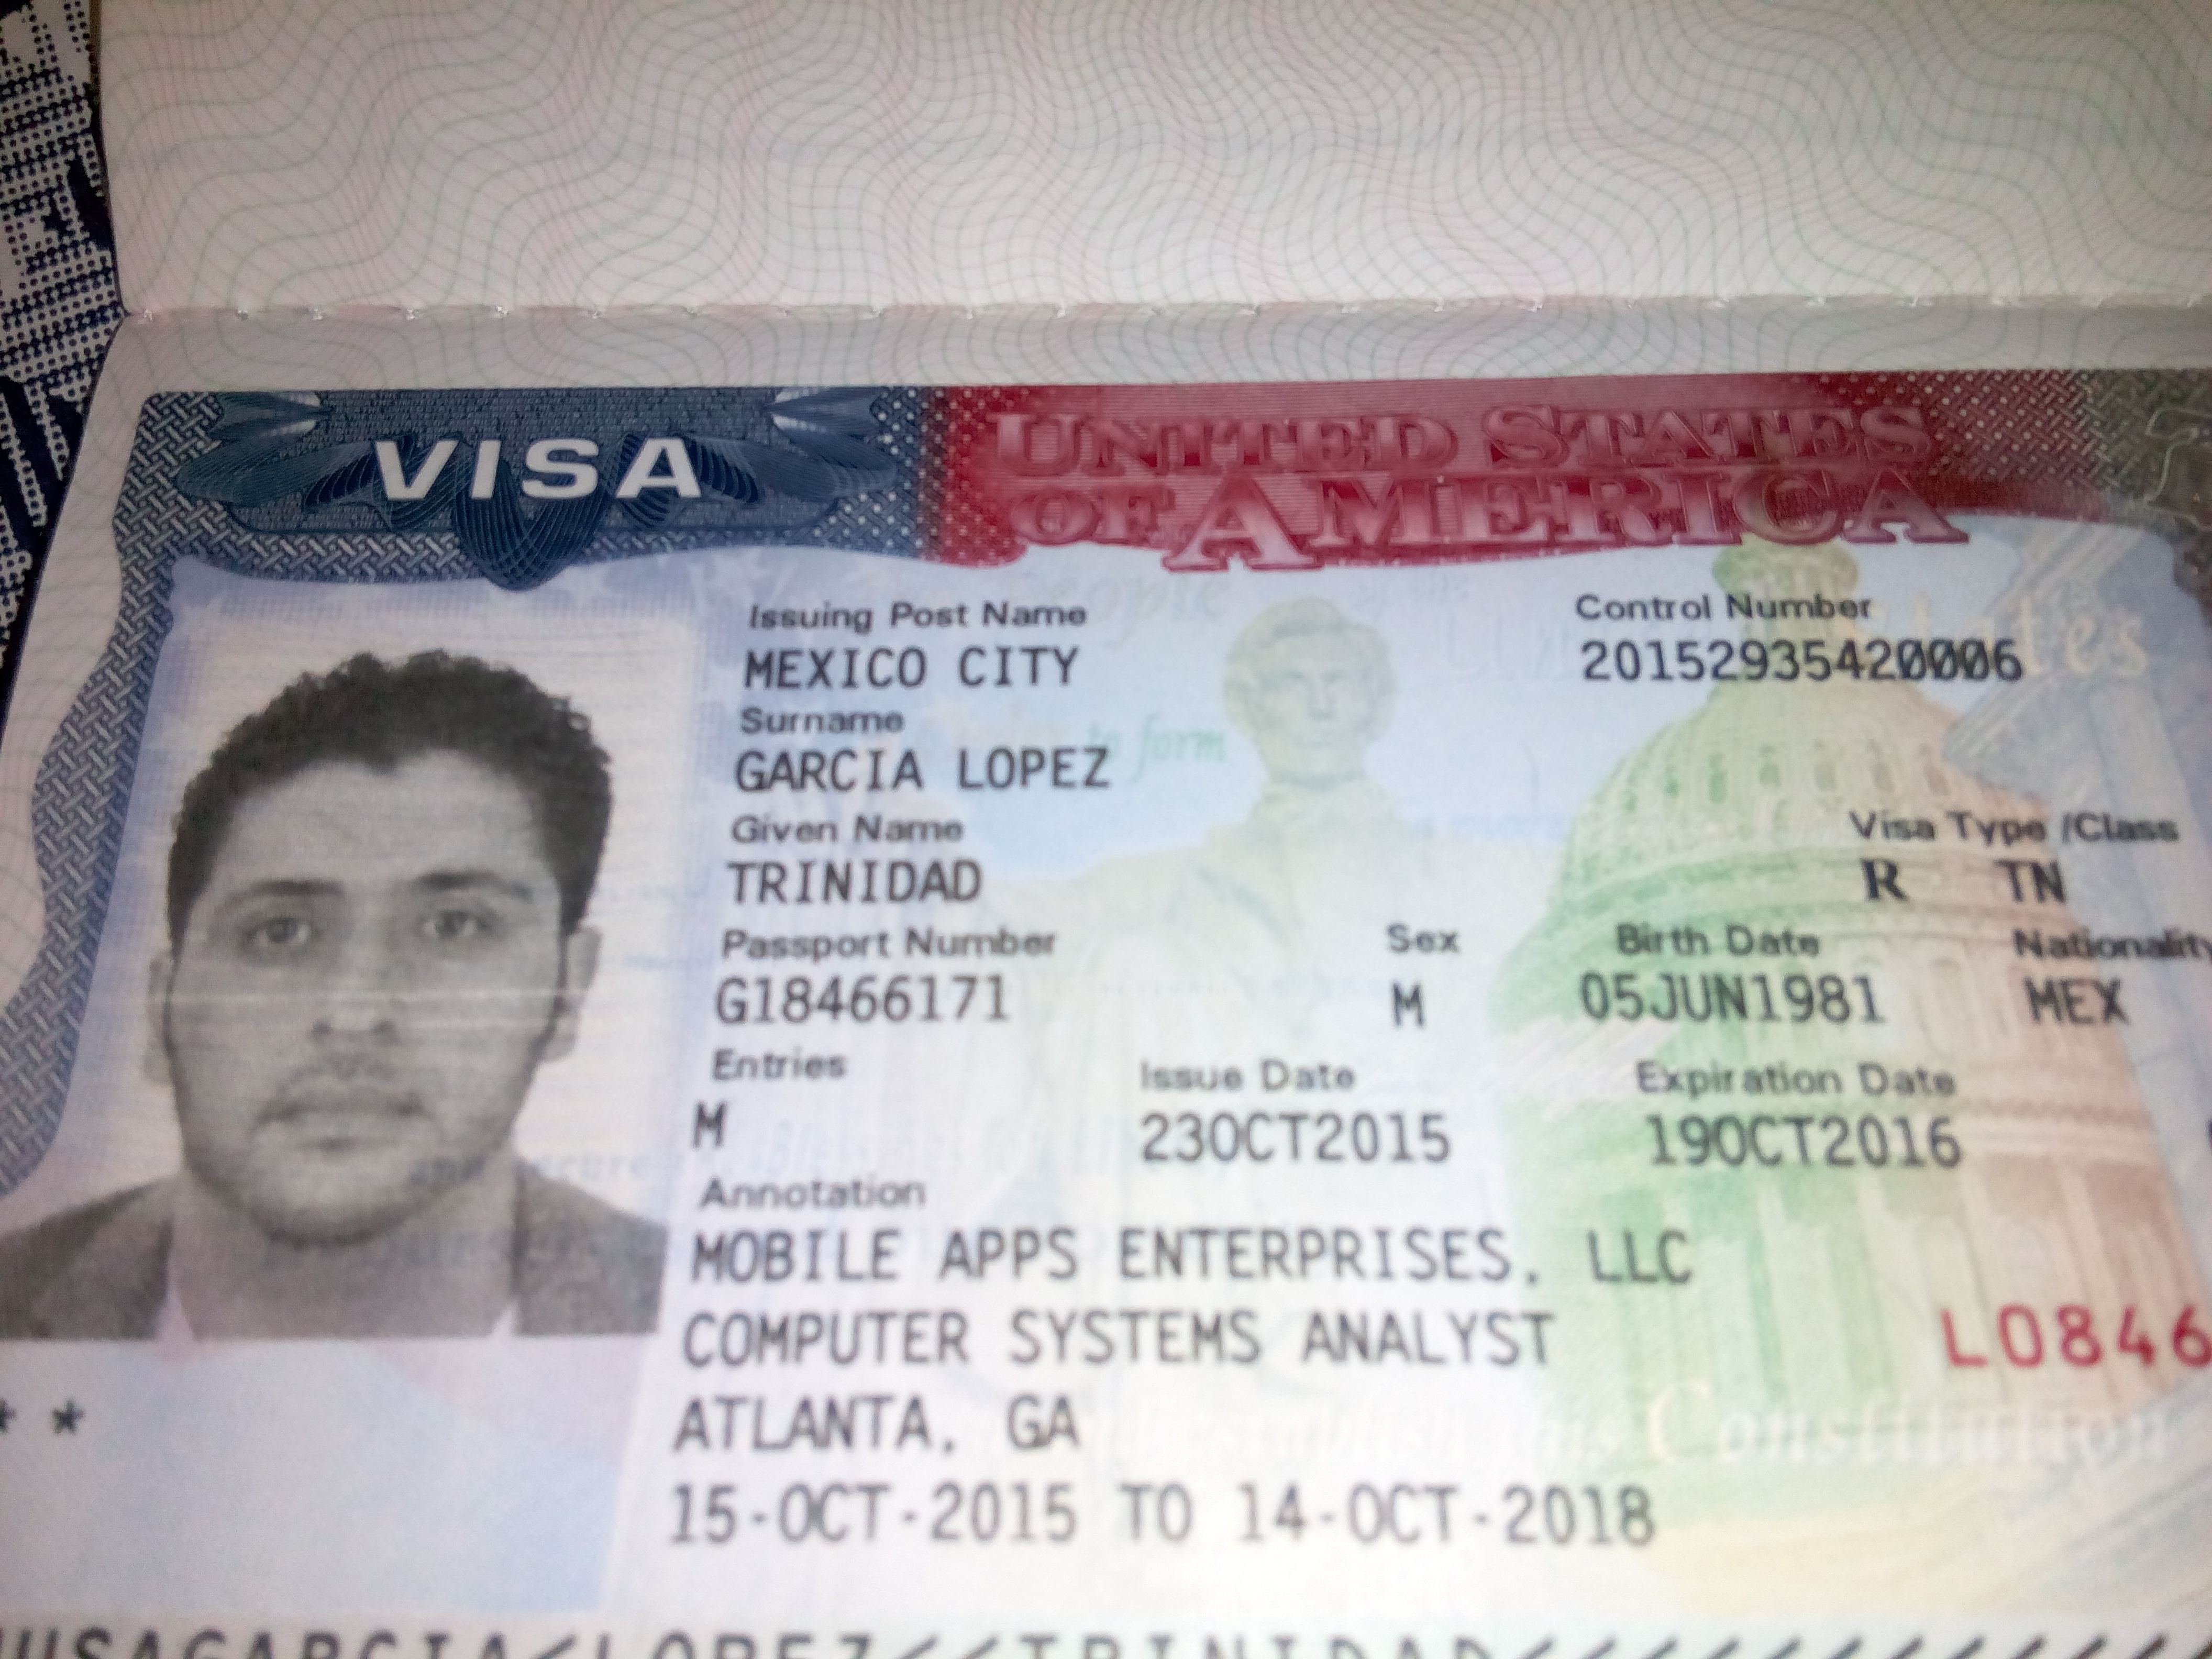 VISA
UNITED STATES
OF AMERICA
Issuing Post Name
MEXICO CITY
Control Number
20152935420006
Surname
GARCIA LOPEZ
Given Name
TRINIDAD
Visa Type /Class
R TN
Passport Number
G18466171
Sex
M
Birth Date
05JUN1981
Nationality
MEX
Entries
M
Issue Date
23OCT2015
Expiration Date
19OCT2016
Annotation
MOBILE APPS ENTERPRISES, LLC
COMPUTER SYSTEMS ANALYST
ATLANTA, GA
15-OCT-2015 TO 14-OCT-2018
L0846
* *
to form
Constitution
USAGARCIA<LOPEZ<<TRINIDAD<<<<<<<<<<<